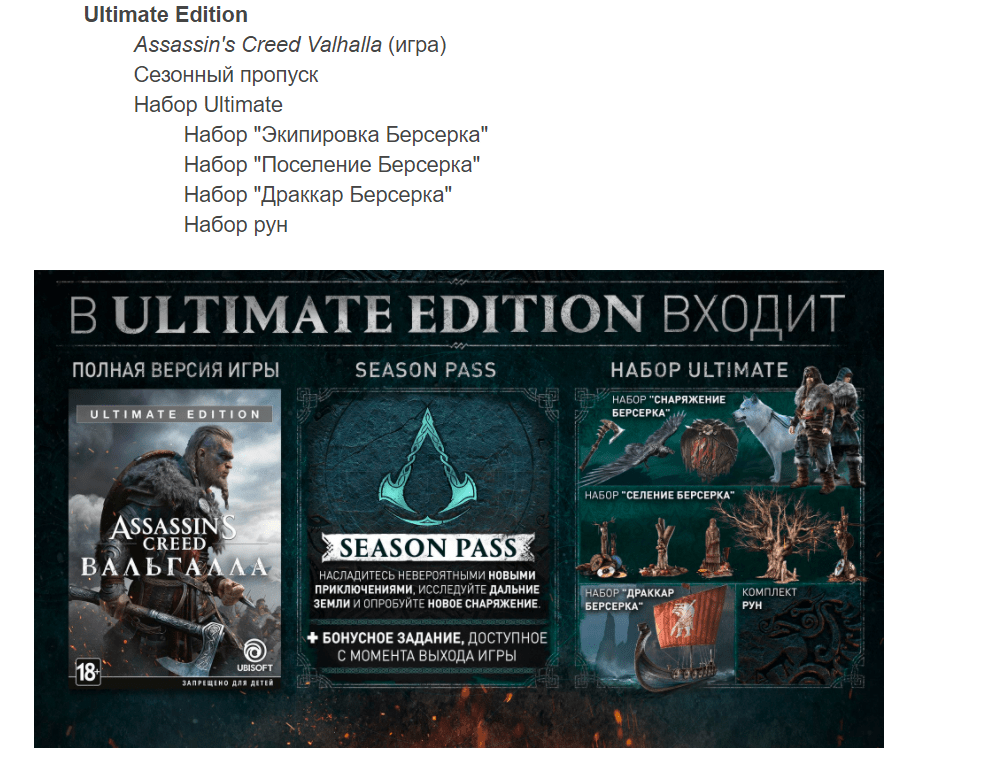 Ultimate Edition
Assassin's Creed Valhalla (игра)
Сезонный пропуск
Набор Ultimate
Набор "Экипировка Берсерка"
Набор "Поселение Берсерка"
Набор "Драккар Берсерка"
Набор рун
В ULTIMATE EDITION ВХОДИТ
ПОЛНАЯ ВЕРСИЯ ИГРЫ
ULTIMATE EDITION
ASSASSIN'S
CREED
ВАЛЬГАЛЛА
18+
UBISOFT
ЗАПРЕЩЕНО ДЛЯ ДЕТЕЙ
SEASON PASS
SEASON PASS
НАСЛАДИТЕСЬ НЕВЕРОЯТНЫМИ НОВЫМИ
ПРИКЛЮЧЕНИЯМИ, ИССЛЕДУЙТЕ ДАЛЬНИЕ
ЗЕМЛИ И ОПРОБУЙТЕ НОВОЕ СНАРЯЖЕНИЕ.
+ БОНУСНОЕ ЗАДАНИЕ, ДОСТУПНОЕ
С МОМЕНТА ВЫХОДА ИГРЫ
НАБОР ULTIMATE
НАБОР "СНАРЯЖЕНИЕ
БЕРСЕРКА"
НАБОР "СЕЛЕНИЕ БЕРСЕРКА"
НАБОР "ДРАККАР
БЕРСЕРКА"
КОМПЛЕКТ
РУН